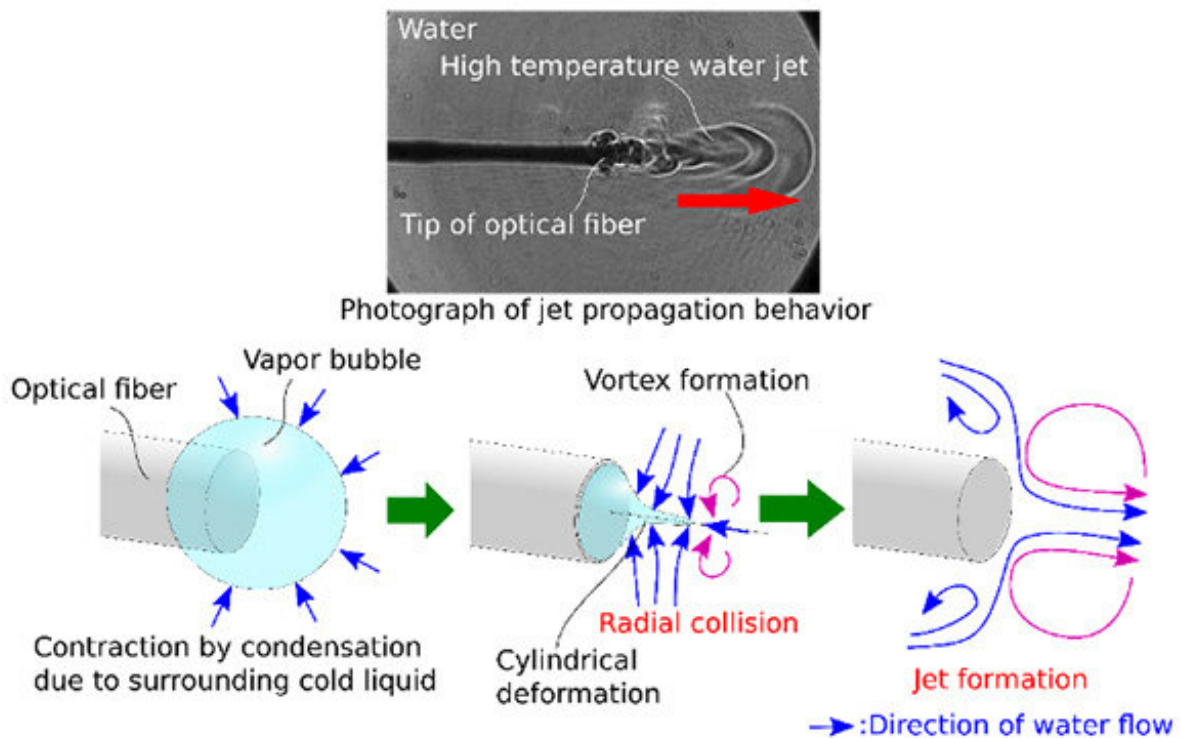 Water
High temperature water jet
Tip of optical fiber
Photograph of jet propagation behavior
Vapor bubble
Optical fiber
Contraction by condensation
due to surrounding cold liquid
Vortex formation
Radial collision
Cylindrical
deformation
Jet formation
:Direction of water flow